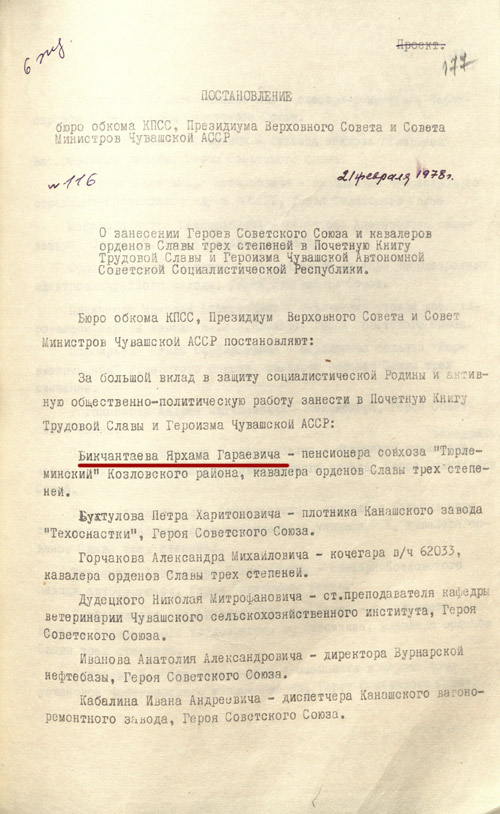 6 экз
Проект.
177
ПОСТАНОВЛЕНИЕ
бюро обкома КПСС, Президиума Верховного Совета и Совета
Министров Чувашской АССР
№ 116
21 февраля 1978г.
О занесении Героев Советского Союза и кавалеров
орденов Славы трех степеней в Почетную Книгу
Трудовой Славы и Героизма Чувашской Автономной
Советской Социалистической Республики.
Бюро обкома КПСС, Президиум Верховного Совета и Совет
Министров Чувашской АССР постановляют:
За большой вклад в защиту социалистической Родины и актив-
ную общественно-политическую работу занести в Почетную Книгу
Трудовой Славы и Героизма Чувашской АССР:
Бикчантаева Ярхама Гараевича - пенсионера совхоза "Тюрле-
минский" Козловского района, кавалера орденов Славы трех степе-
ней.
Бухтулова Петра Харитоновича - плотника Канашского завода
"Техоснастки", Героя Советского Союза.
Горчакова Александра Михайловича - кочегара в/ч 62033,
кавалера орденов Славы трех степеней.
Дудецкого Николая Митрофановича - ст.преподавателя кафедры
ветеринарии Чувашского сельскохозяйственного института, Героя
Советского Союза.
Иванова Анатолия Александровича - директора Вурнарской
нефтебазы, Героя Советского Союза.
Кабалина Ивана Андреевича - диспетчера Канашского вагоно-
ремонтного завода, Героя Советского Союза.